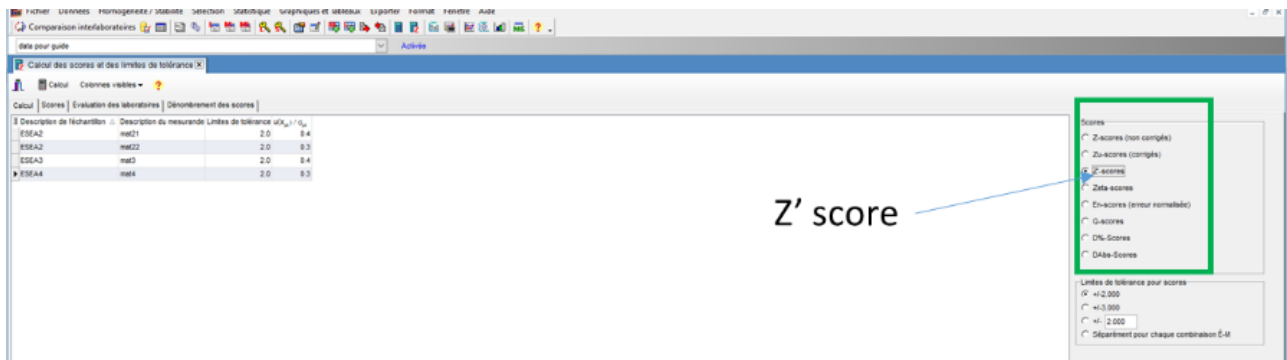 Fichier Données Homogénéité / Stabilité Sélection Statistique Graphiques et tableaux Exporter Format Fenêtre Aide
Comparaison interlaboratoires
data pour guide Activée
Calcul des scores et des limites de tolérance
Calcul Colonnes visibles
Calcul Scores Evaluation des laboratoires Dénombrement des scores
Description de l'échantillon Description du mesurande Limites de tolérance
ESEA2 mat21 2.0 0.4
ESEA2 mat22 2.0 0.3
ESEA3 mat3 2.0 0.4
ESEA4 mat4 2.0 0.3
Z' score
Scores
Z-scores (non corrigés)
Zu-scores (corrigés)
Z'-scores
Zeta-scores
En-scores (erreur normalisée)
G-scores
D%-Scores
DAbs-Scores
Limites de tolérance pour scores
+/-2.000
+/-3.000
+/- 2.000
Séparément pour chaque combinaison É-M